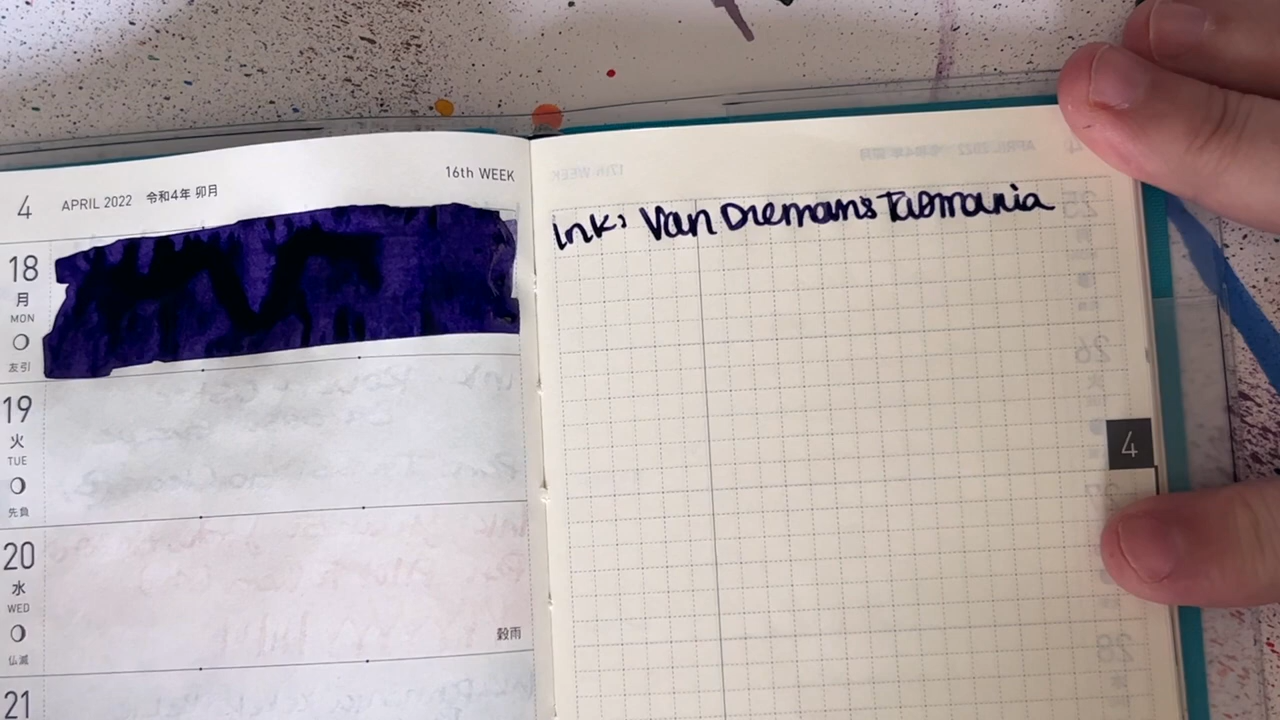 4 APRIL 2022 令和4年 卯月 16th WEEK
18
月
MON
友引
19
火
TUE
先負
20
水
WED
仏滅
穀雨
21
ink: Van Diemans Tasmania
4